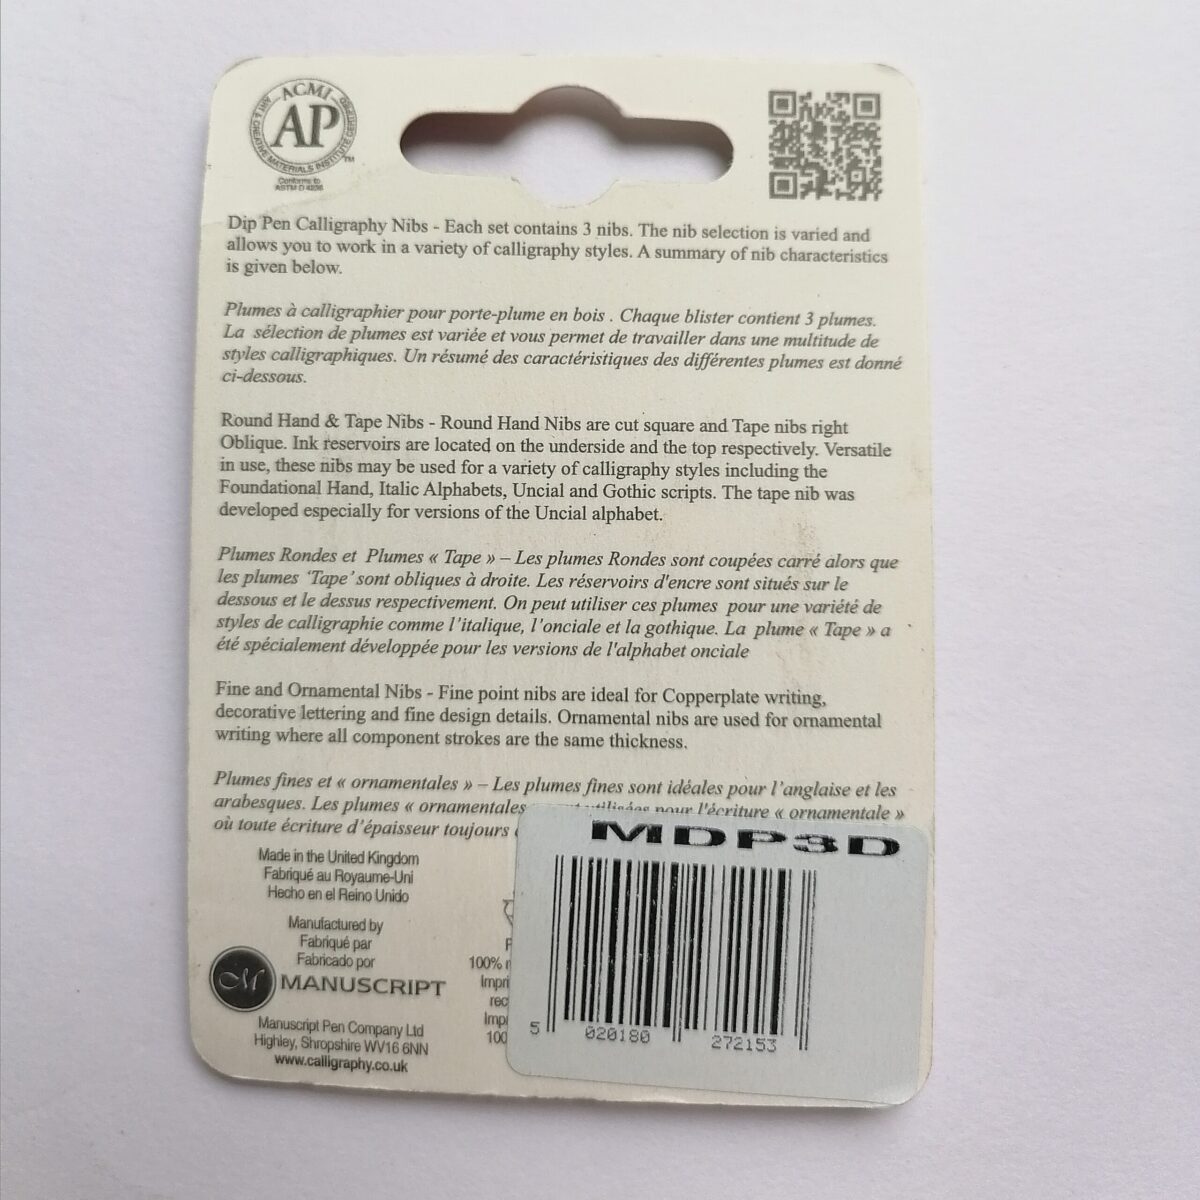 ACMI
AP
ART & CREATIVE MATERIALS INSTITUTE CERTIFIED
TM
Conforms to
ASTM D 4236
Dip Pen Calligraphy Nibs - Each set contains 3 nibs. The nib selection is varied and
allows you to work in a variety of calligraphy styles. A summary of nib characteristics
is given below.
Plumes à calligraphier pour porte-plume en bois . Chaque blister contient 3 plumes.
La sélection de plumes est variée et vous permet de travailler dans une multitude de
styles calligraphiques. Un résumé des caractéristiques des différentes plumes est donné
ci-dessous.
Round Hand & Tape Nibs - Round Hand Nibs are cut square and Tape nibs right
Oblique. Ink reservoirs are located on the underside and the top respectively. Versatile
in use, these nibs may be used for a variety of calligraphy styles including the
Foundational Hand, Italic Alphabets, Uncial and Gothic scripts. The tape nib was
developed especially for versions of the Uncial alphabet.
Plumes Rondes et Plumes « Tape » – Les plumes Rondes sont coupées carré alors que
les plumes ‘Tape’ sont obliques à droite. Les réservoirs d'encre sont situés sur le
dessous et le dessus respectivement. On peut utiliser ces plumes pour une variété de
styles de calligraphie comme l’italique, l’onciale et la gothique. La plume « Tape » a
été spécialement développée pour les versions de l'alphabet onciale
Fine and Ornamental Nibs - Fine point nibs are ideal for Copperplate writing,
decorative lettering and fine design details. Ornamental nibs are used for ornamental
writing where all component strokes are the same thickness.
Plumes fines et « ornementales » – Les plumes fines sont idéales pour l’anglaise et les
arabesques. Les plumes « ornementales utilisées pour l'écriture « ornementale »
où toute écriture d’épaisseur toujours
MDP3D
Made in the United Kingdom
Fabriqué au Royaume-Uni
Hecho en el Reino Unido
Manufactured by
Fabriqué par
Fabricado por
M MANUSCRIPT
Manuscript Pen Company Ltd
Highley, Shropshire WV16 6NN
www.calligraphy.co.uk
100%
Impri
rec
Imp
100
5 020180 272153